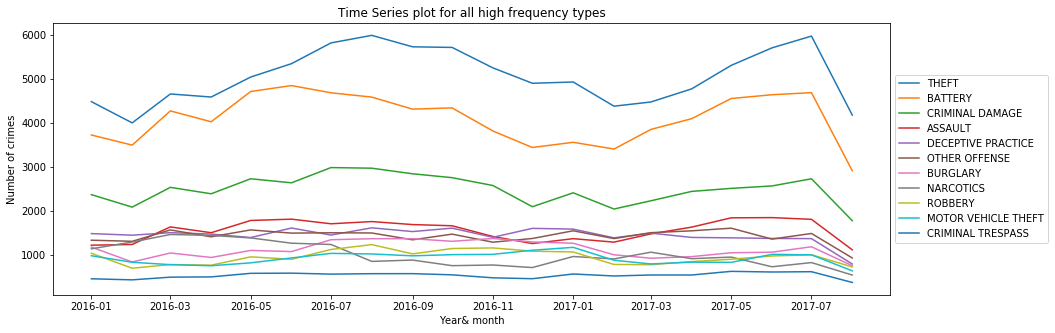 Time Series plot for all high frequency types
6000
5000
4000
3000
2000
1000
Number of crimes
2016-01
2016-03
2016-05
2016-07
2016-09
2016-11
2017-01
2017-03
2017-05
2017-07
Year& month
THEFT
BATTERY
CRIMINAL DAMAGE
ASSAULT
DECEPTIVE PRACTICE
OTHER OFFENSE
BURGLARY
NARCOTICS
ROBBERY
MOTOR VEHICLE THEFT
CRIMINAL TRESPASS